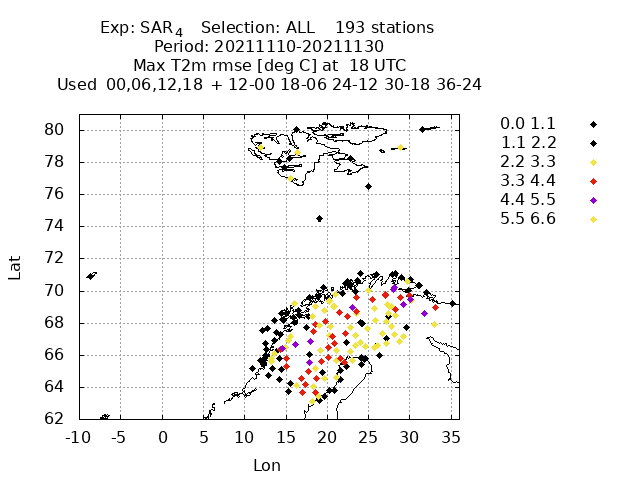 Exp: SAR4 Selection: ALL 193 stations
Period: 20211110-20211130
Max T2m rmse [deg C] at 18 UTC
Used 00,06,12,18 + 12-00 18-06 24-12 30-18 36-24
0.0 1.1
1.1 2.2
2.2 3.3
3.3 4.4
4.4 5.5
5.5 6.6
80
78
76
74
72
70
68
66
64
62
Lat
-10 -5 0 5 10 15 20 25 30 35
Lon